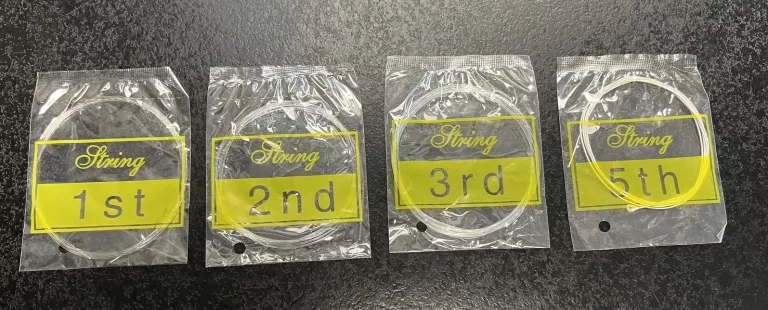 String
1st
String
2nd
String
3rd
String
5th